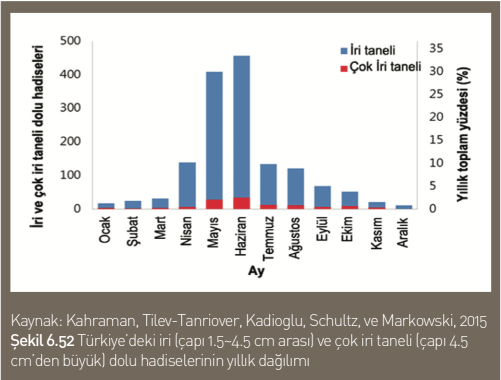 İri ve çok iri taneli dolu hadiseleri
500
400
300
200
100
0
İri taneli
Çok İri taneli
35
30
25
20
15
10
5
0
Yıllık toplam yüzdesi (%)
Ocak
Şubat
Mart
Nisan
Mayıs
Haziran
Temmuz
Ağustos
Eylül
Ekim
Kasım
Aralık
Ay
Kaynak: Kahraman, Tilev-Tanriover, Kadioglu, Schultz, ve Markowski, 2015
Şekil 6.52 Türkiye'deki iri (çapı 1.5~4.5 cm arası) ve çok iri taneli (çapı 4.5
cm'den büyük) dolu hadiselerinin yıllık dağılımı